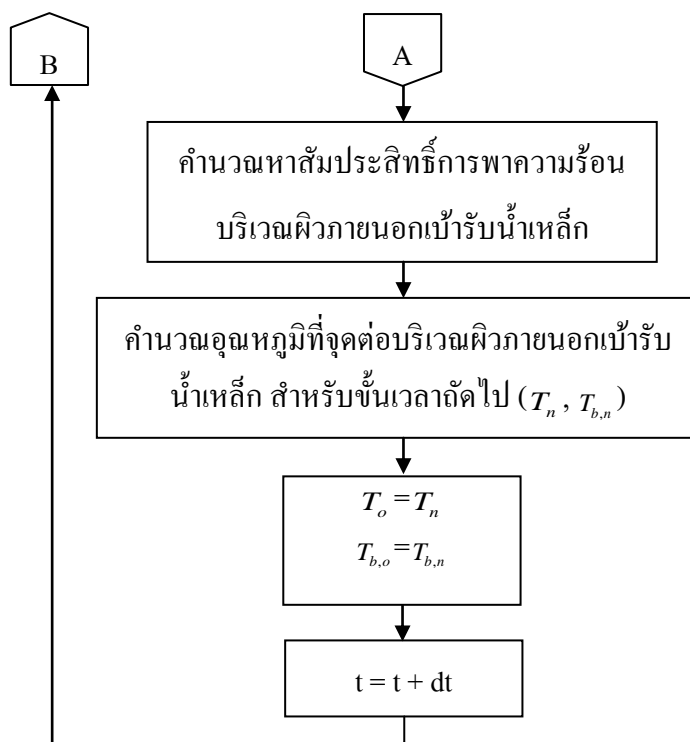 B
A
คำนวณหาสัมประสิทธิ์การพาความร้อน
บริเวณผิวภายนอกเบ้ารับน้ำเหล็ก
คำนวณอุณหภูมิที่จุดต่อบริเวณผิวภายนอกเบ้ารับ
น้ำเหล็ก สำหรับขั้นเวลาถัดไป (T_n , T_{b,n})
T_o = T_n
T_{b,o} = T_{b,n}
t = t + dt